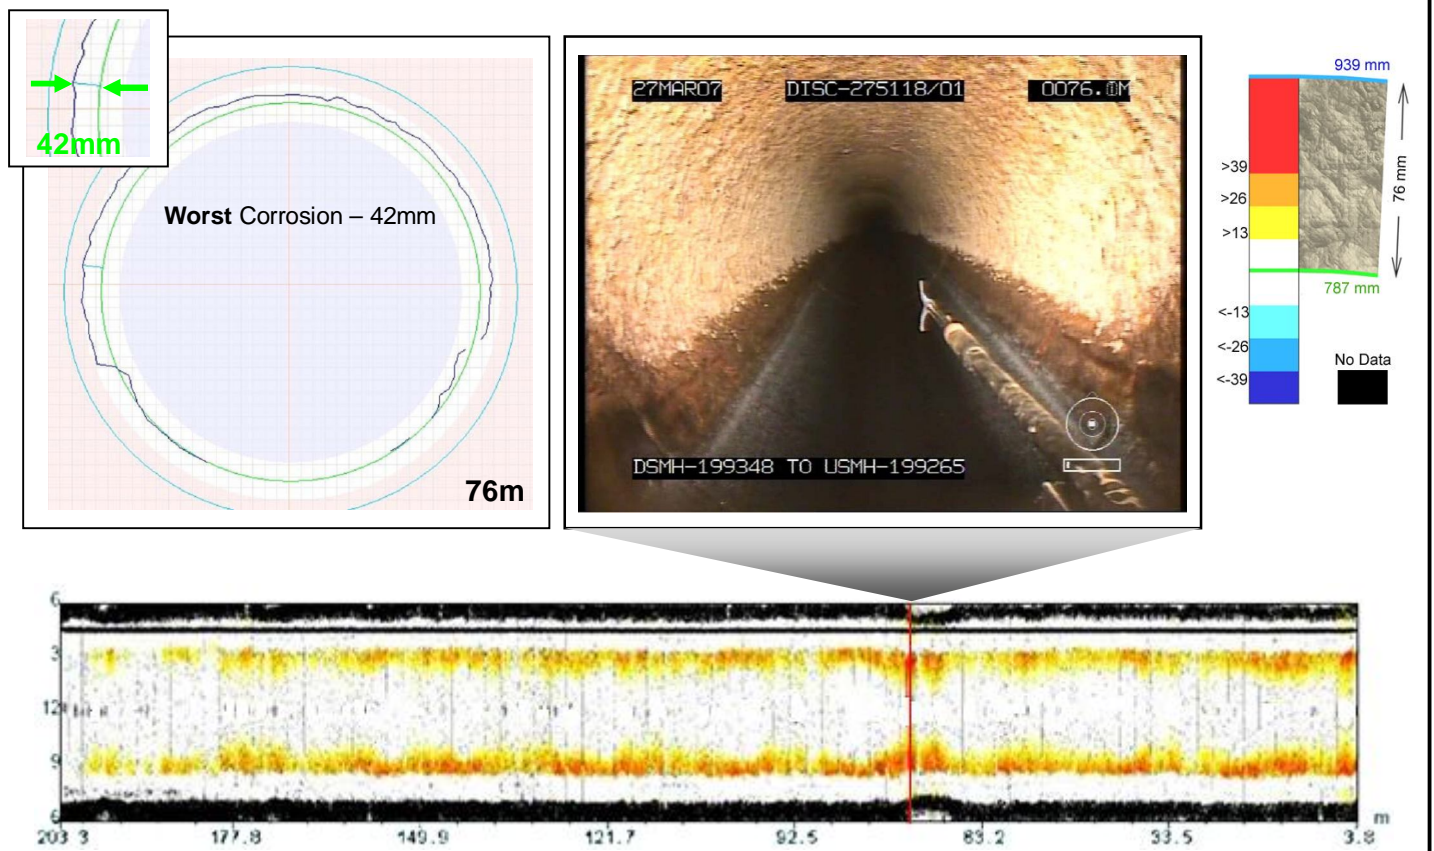 42mm
Worst Corrosion – 42mm
76m
27MAR07 DISC-275118/01 0076.0M
DSMH-199348 TO USMH-199265
939 mm
>39
>26
>13
76 mm
787 mm
<-13
<-26
<-39
No Data
6
3
12
9
6
m
203 3 177.8 149.9 121.7 92.5 63.2 33.5 3.8